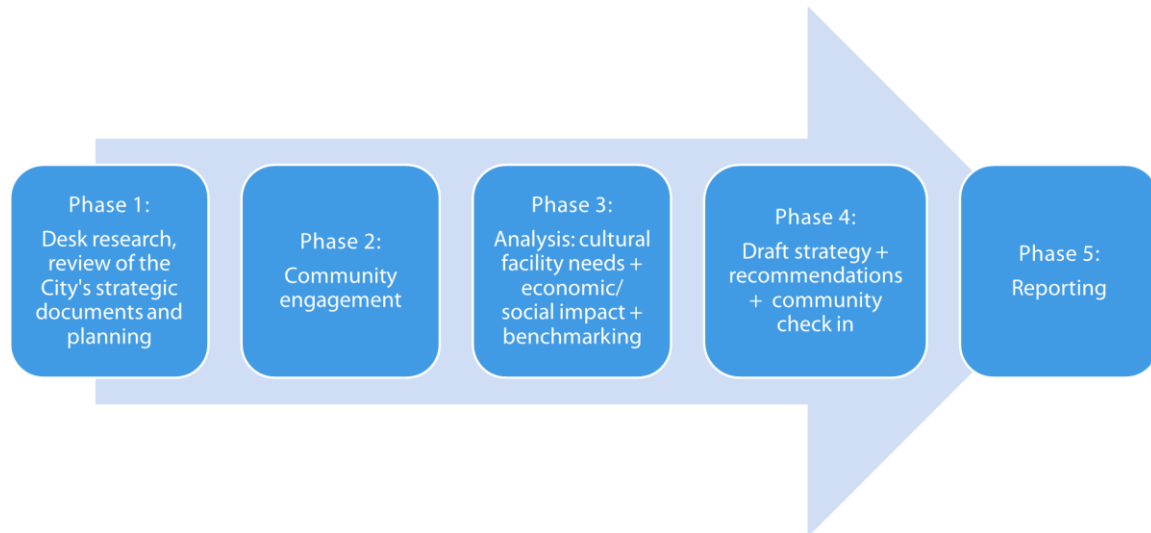 Phase 1:
Desk research,
review of the
City's strategic
documents and
planning
Phase 2:
Community
engagement
Phase 3:
Analysis: cultural
facility needs +
economic/
social impact +
benchmarking
Phase 4:
Draft strategy +
recommendations
+ community
check in
Phase 5:
Reporting